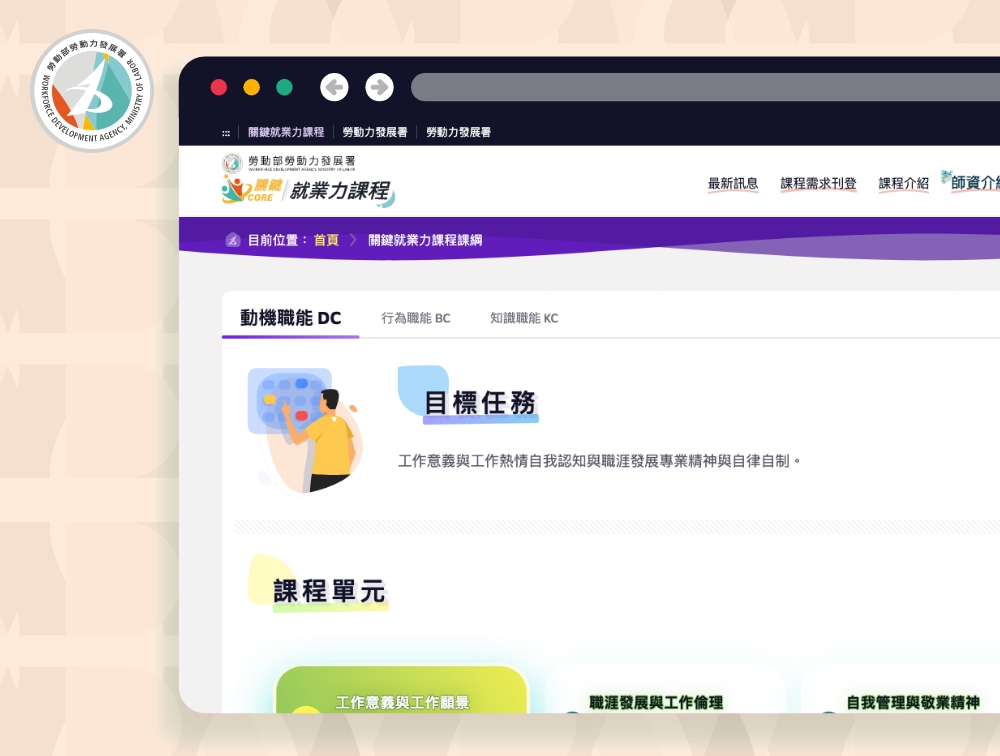 勞動部勞動力發展署
WORKFORCE DEVELOPMENT AGENCY, MINISTRY OF LABOR
::: 關鍵就業力課程 勞動力發展署 勞動力發展署
勞動部勞動力發展署
WORKFORCE DEVELOPMENT AGENCY, MINISTRY OF LABOR
關鍵 CORE 就業力課程
最新訊息 課程需求刊登 課程介紹 師資介紹
目前位置： 首頁 關鍵就業力課程課綱
動機職能 DC 行為職能 BC 知識職能 KC
目標任務
工作意義與工作熱情自我認知與職涯發展專業精神與自律自制。
課程單元
工作意義與工作願景 職涯發展與工作倫理 自我管理與敬業精神